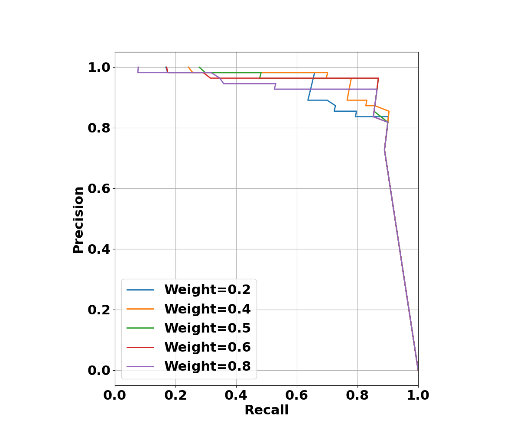 1.0
0.8
0.6
0.4
0.2
0.0
Precision
Weight=0.2
Weight=0.4
Weight=0.5
Weight=0.6
Weight=0.8
0.0 0.2 0.4 0.6 0.8 1.0
Recall